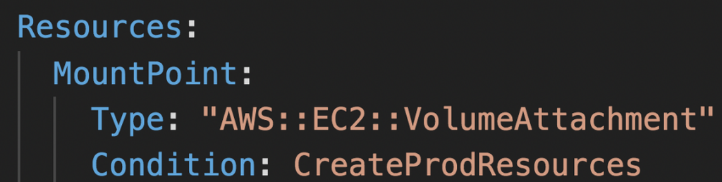 Resources:
MountPoint:
Type: "AWS::EC2::VolumeAttachment"
Condition: CreateProdResources